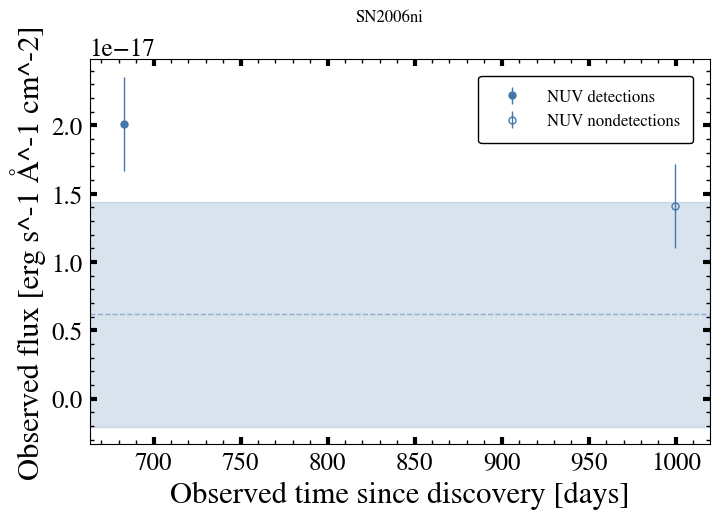 SN2006ni
1e−17
Observed flux [erg s^-1 Å^-1 cm^-2]
2.0
1.5
1.0
0.5
0.0
NUV detections
NUV nondetections
700 750 800 850 900 950 1000
Observed time since discovery [days]